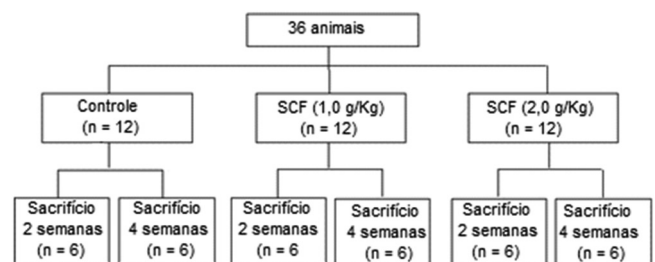 36 animais
Controle
(n = 12)
SCF (1,0 g/Kg)
(n = 12)
SCF (2,0 g/Kg)
(n = 12)
Sacrifício
2 semanas
(n = 6)
Sacrifício
4 semanas
(n = 6)
Sacrifício
2 semanas
(n = 6
Sacrifício
4 semanas
(n = 6)
Sacrifício
2 semanas
(n = 6)
Sacrifício
4 semanas
(n = 6)